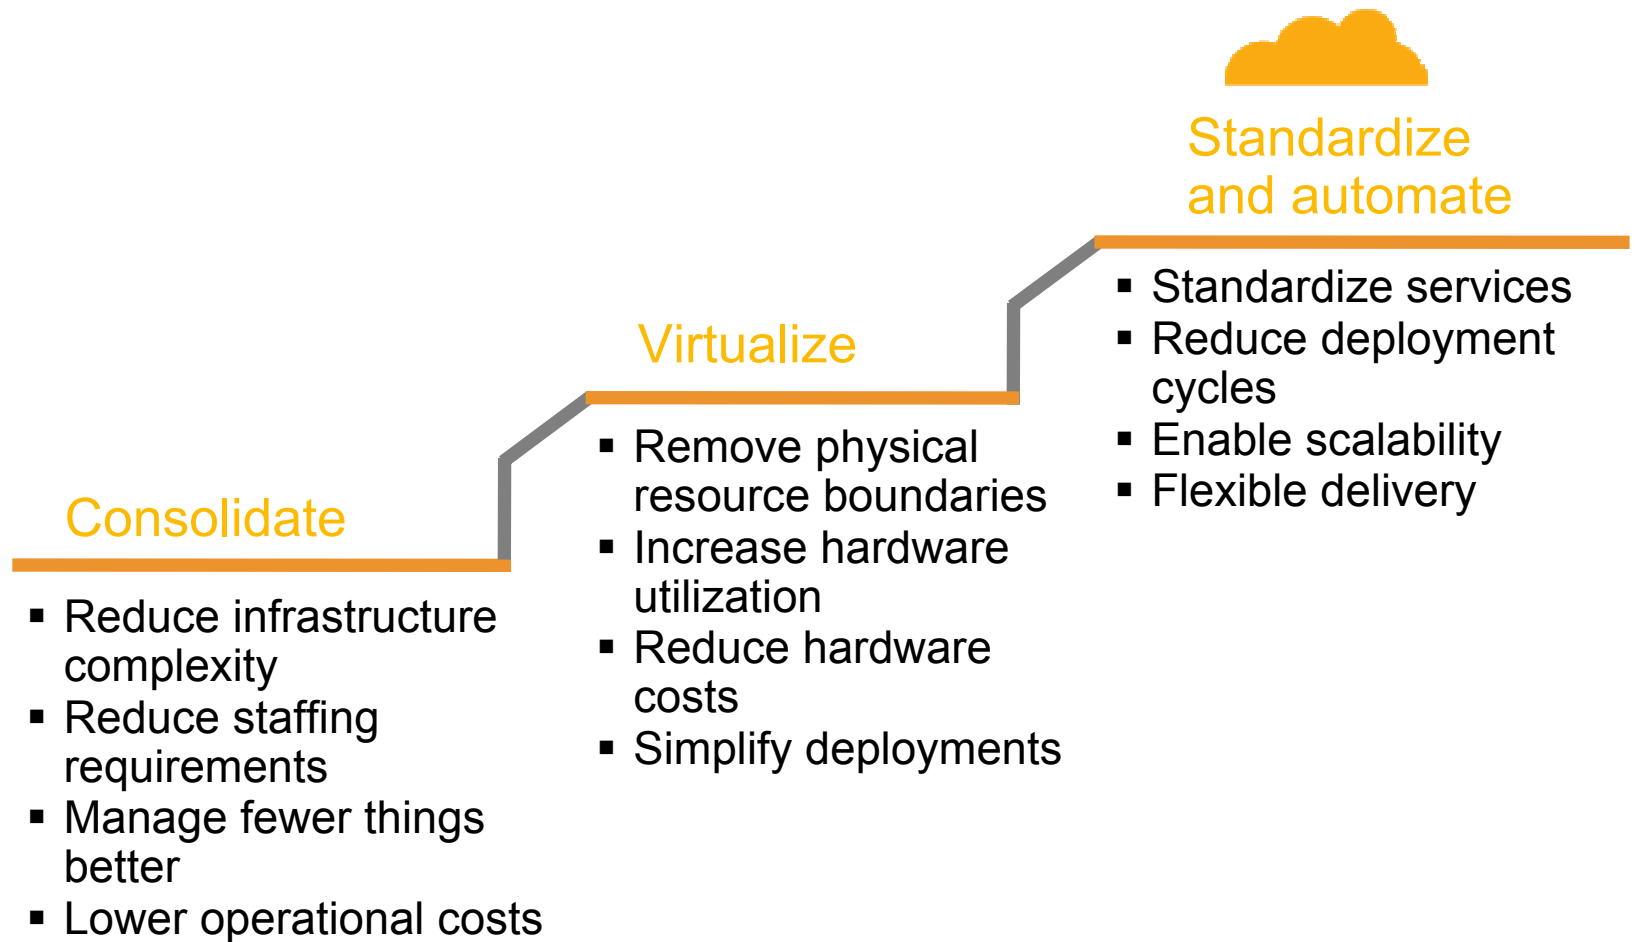 Standardize
and automate
▪ Standardize services
▪ Reduce deployment
cycles
▪ Enable scalability
▪ Flexible delivery
Virtualize
▪ Remove physical
resource boundaries
▪ Increase hardware
utilization
▪ Reduce hardware
costs
▪ Simplify deployments
Consolidate
▪ Reduce infrastructure
complexity
▪ Reduce staffing
requirements
▪ Manage fewer things
better
▪ Lower operational costs